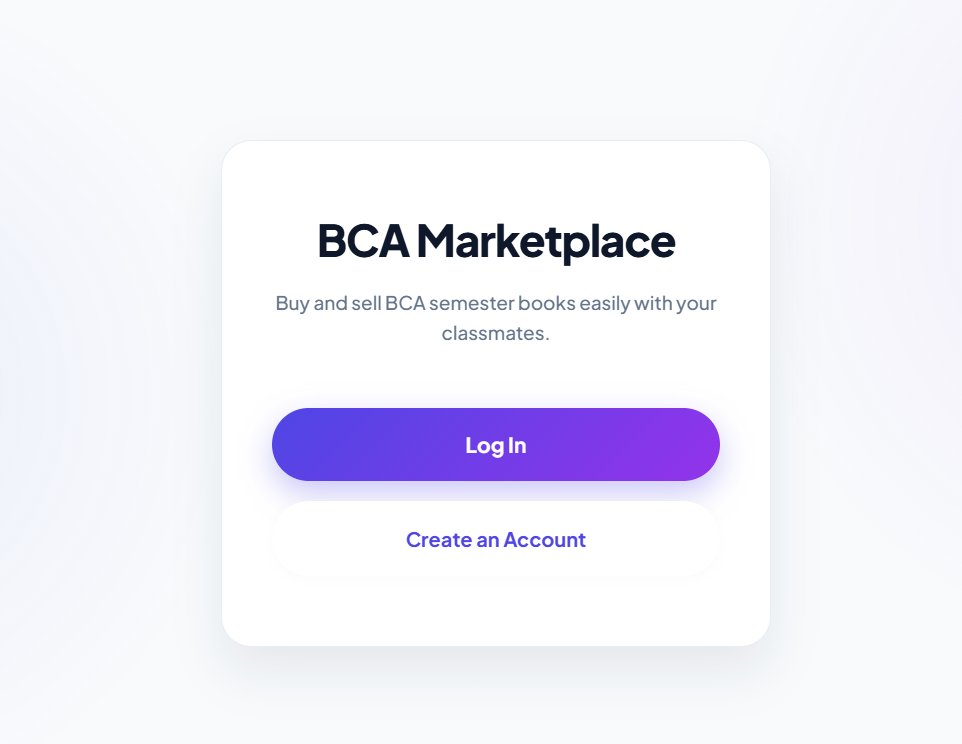 BCA Marketplace
Buy and sell BCA semester books easily with your
classmates.
Log In
Create an Account